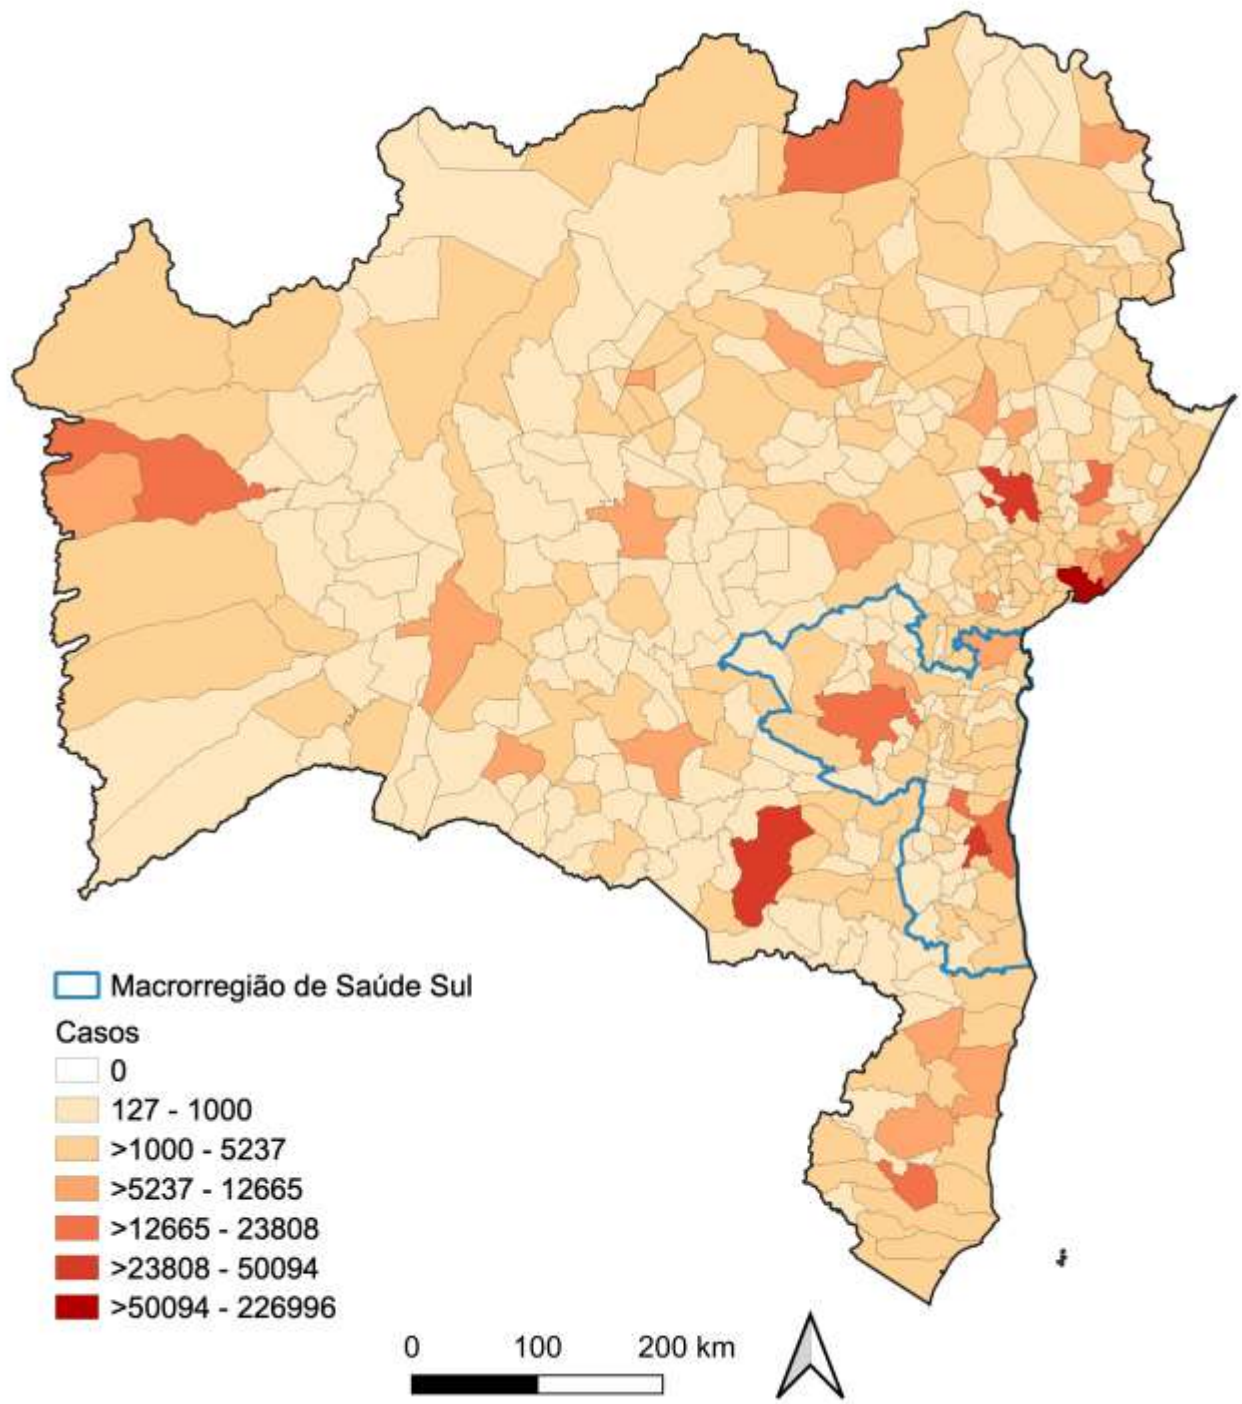 Macrorregião de Saúde Sul
Casos
0
127 - 1000
>1000 - 5237
>5237 - 12665
>12665 - 23808
>23808 - 50094
>50094 - 226996
0 100 200 km